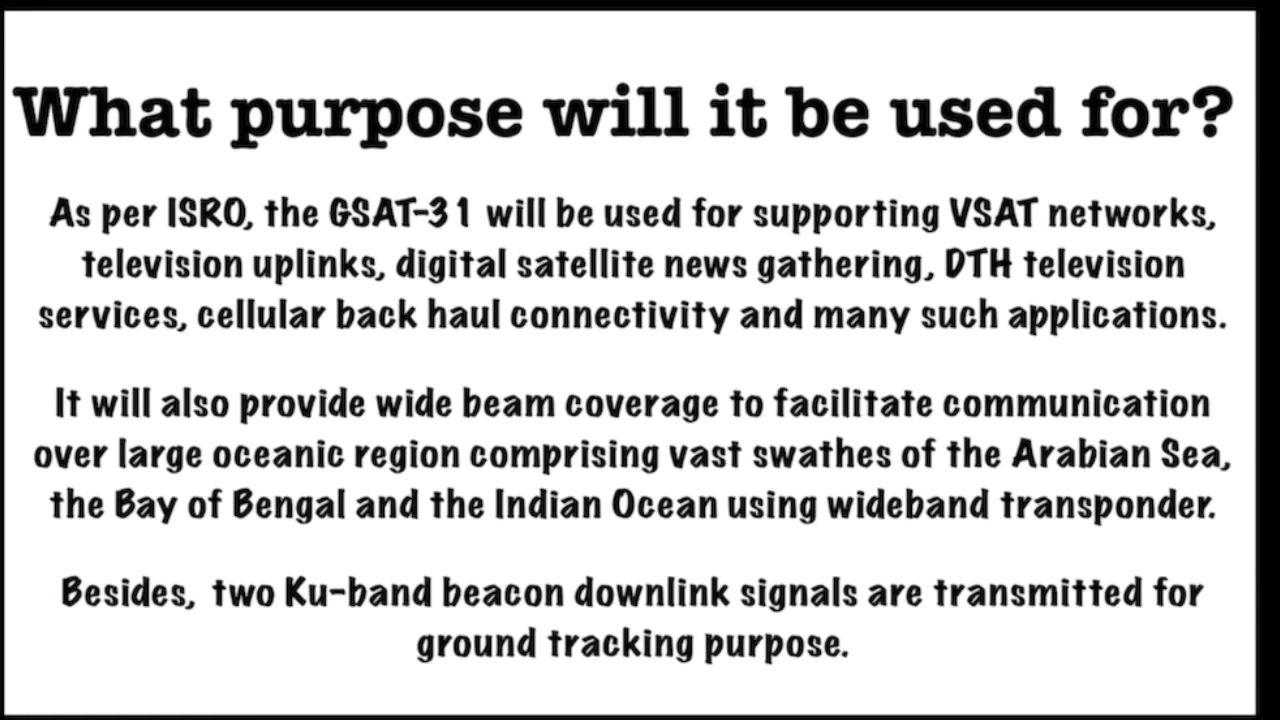 What purpose will it be used for?
As per ISRO, the GSAT-31 will be used for supporting VSAT networks,
television uplinks, digital satellite news gathering, DTH television
services, cellular back haul connectivity and many such applications.
It will also provide wide beam coverage to facilitate communication
over large oceanic region comprising vast swathes of the Arabian Sea,
the Bay of Bengal and the Indian Ocean using wideband transponder.
Besides, two Ku-band beacon downlink signals are transmitted for
ground tracking purpose.